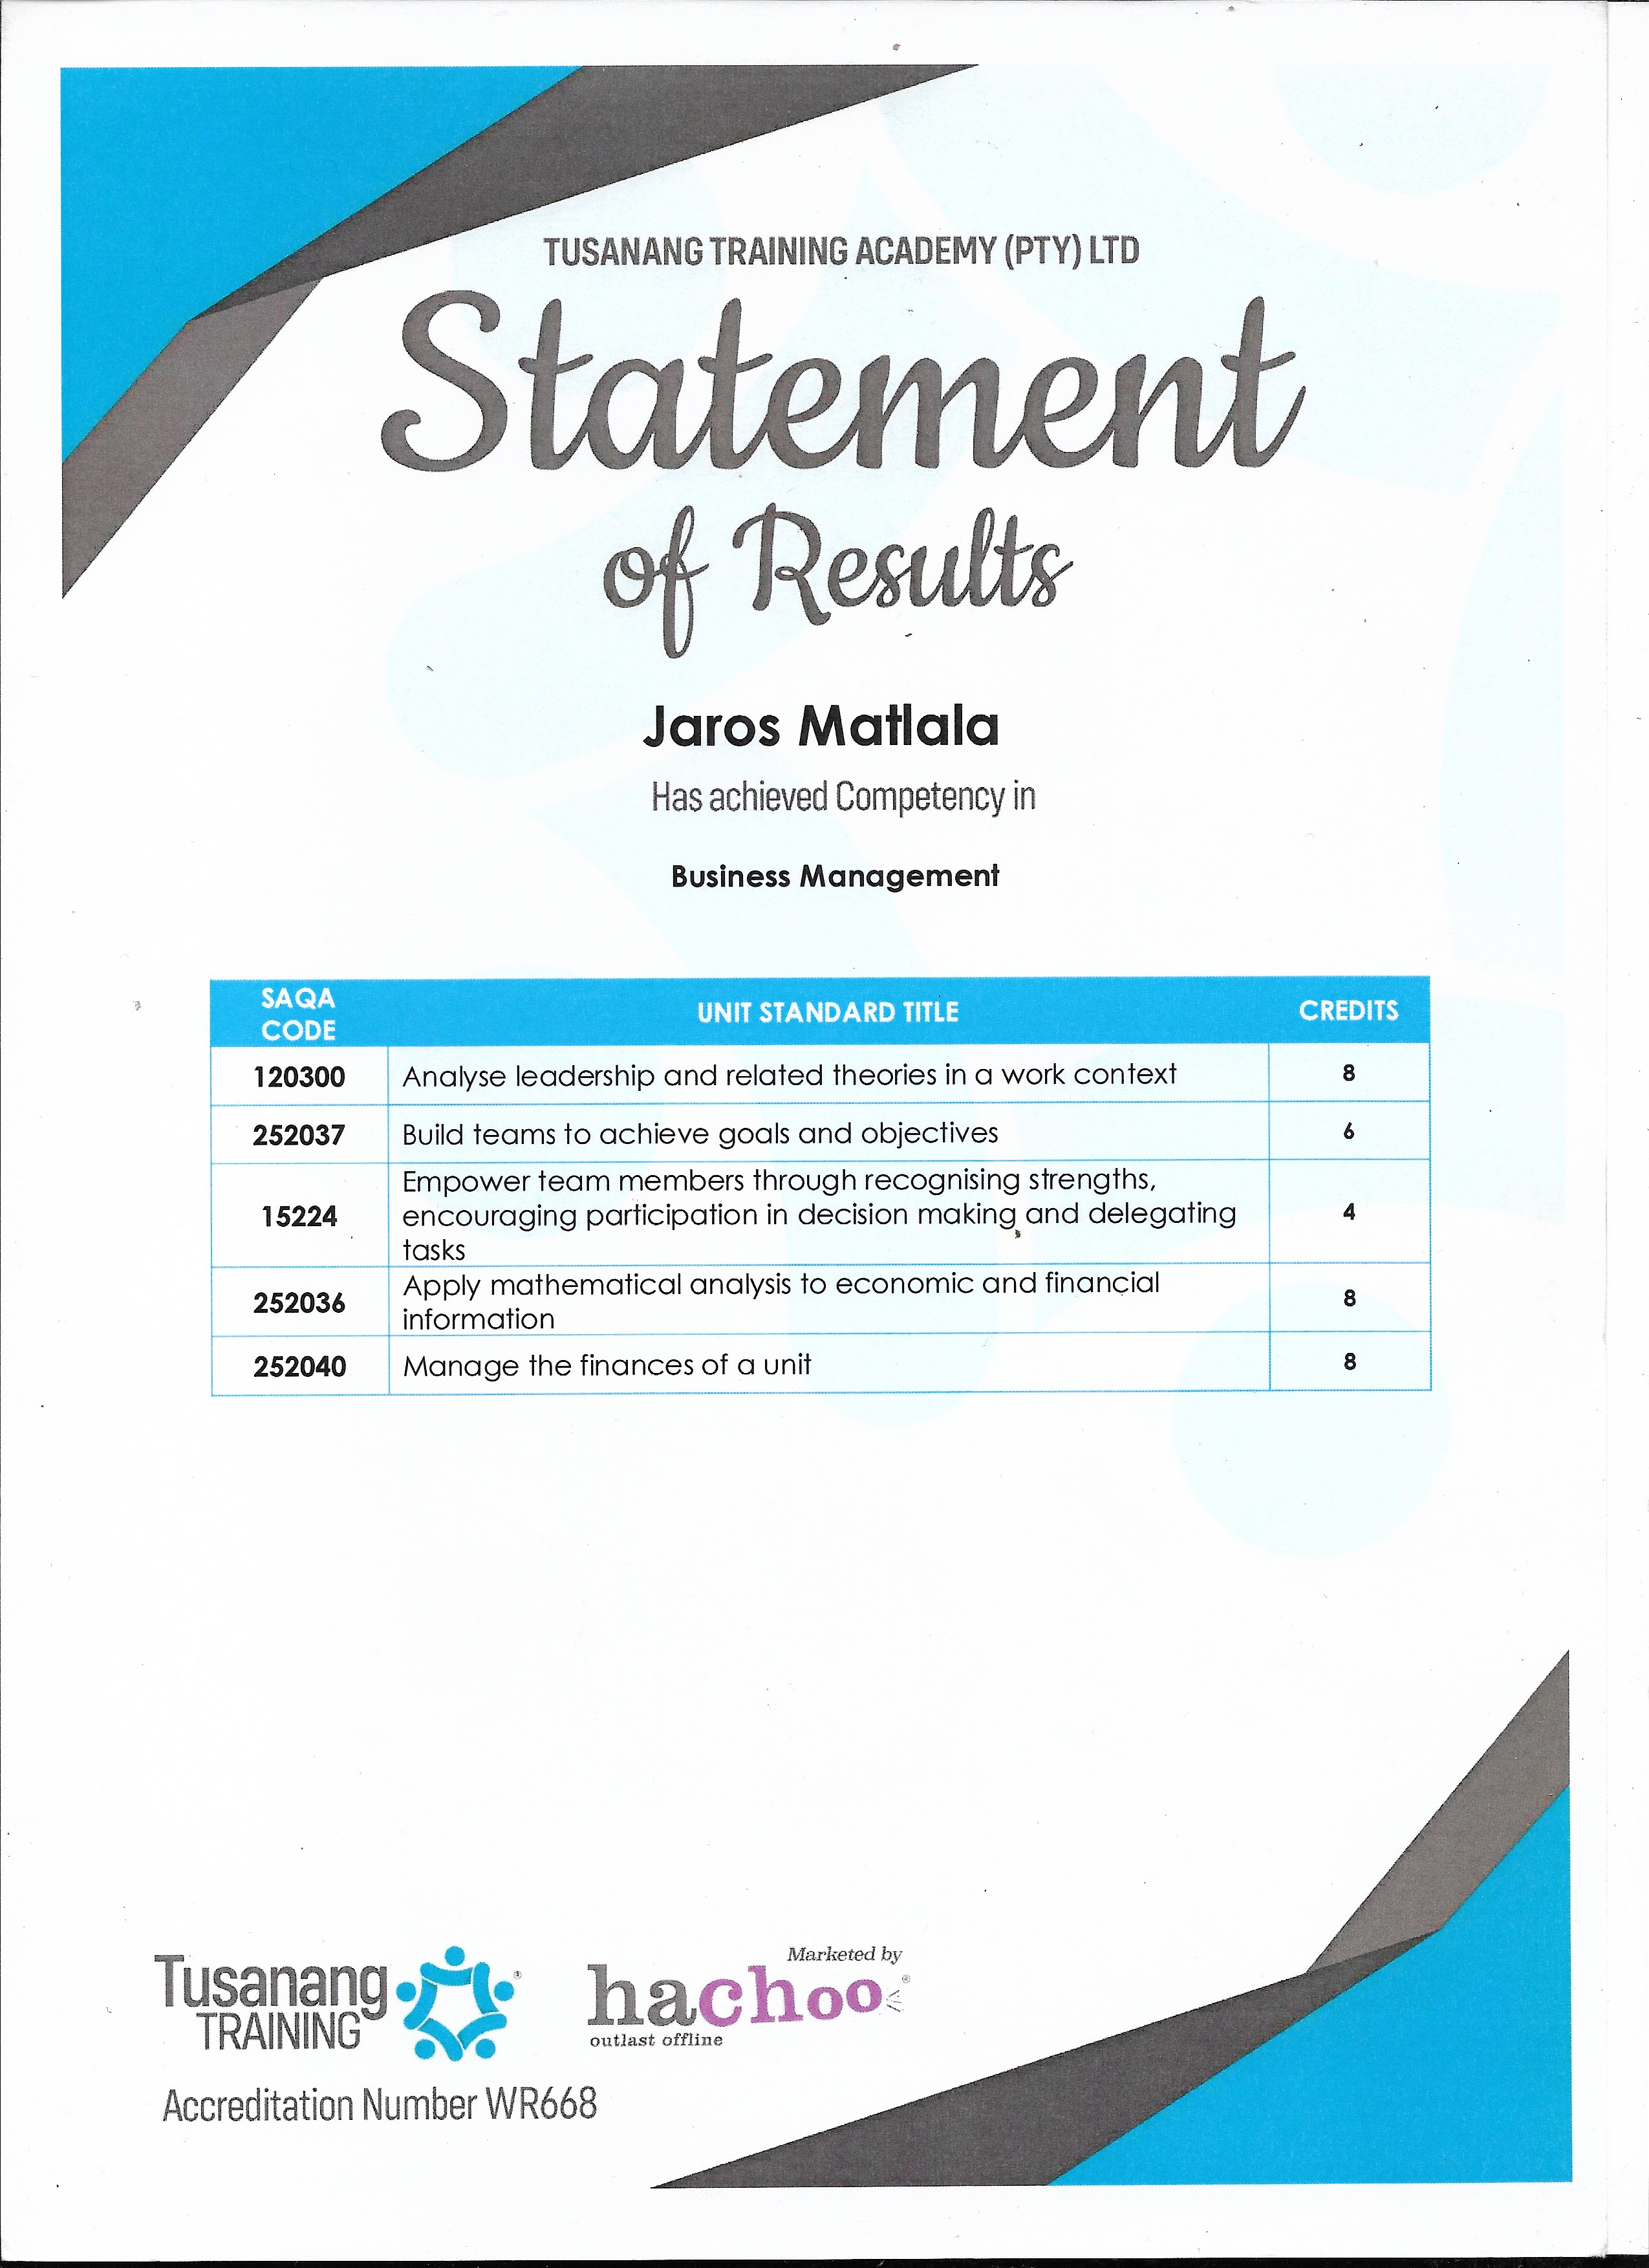 TUSANANG TRAINING ACADEMY (PTY) LTD
Statement
of Results
Jaros Matlala
Has achieved Competency in
Business Management
SAQA CODE UNIT STANDARD TITLE CREDITS
120300 Analyse leadership and related theories in a work context 8
252037 Build teams to achieve goals and objectives 6
15224 Empower team members through recognising strengths,
encouraging participation in decision making and delegating
tasks 4
252036 Apply mathematical analysis to economic and financial
information 8
252040 Manage the finances of a unit 8
Tusanang
TRAINING
Marketed by
hachoo
outlast offline
Accreditation Number WR668